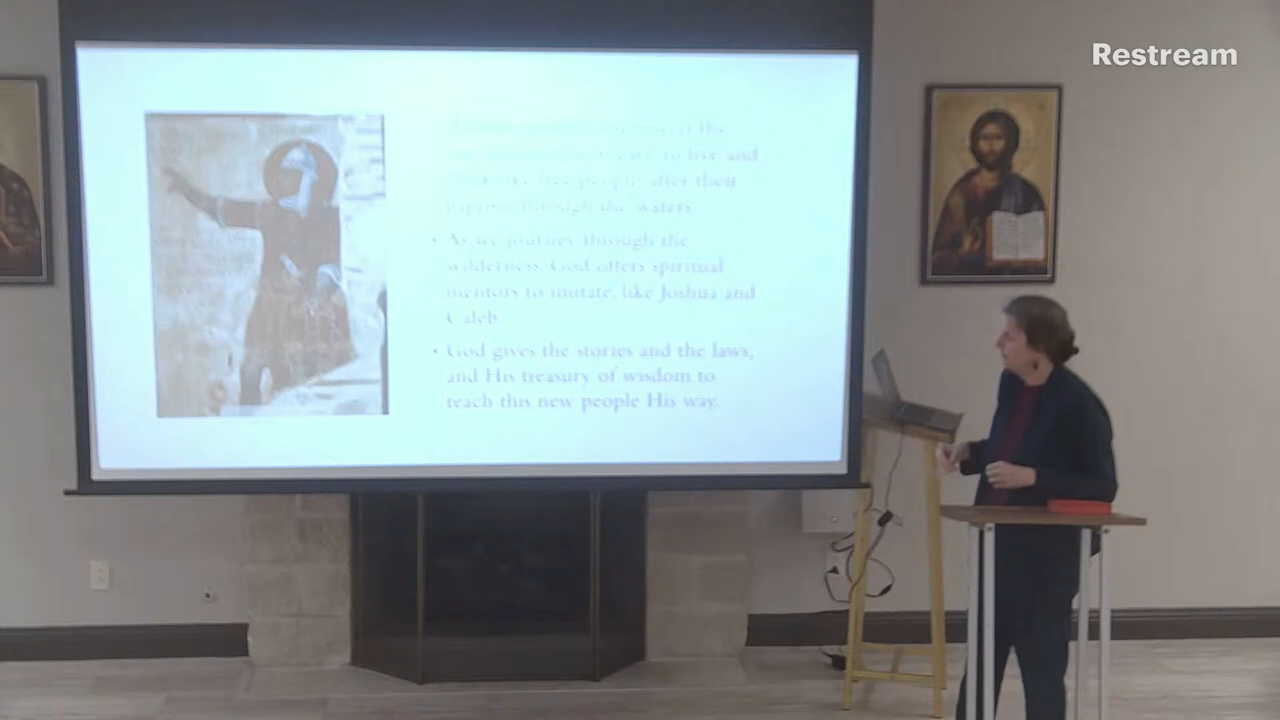 Restream
the
to live and
people after their
through the waters
• As we journey through the
wilderness, God offers spiritual
mentors to imitate, like Joshua and
Caleb
• God gives the stories and the laws,
and His treasury of wisdom to
teach this new people His way.